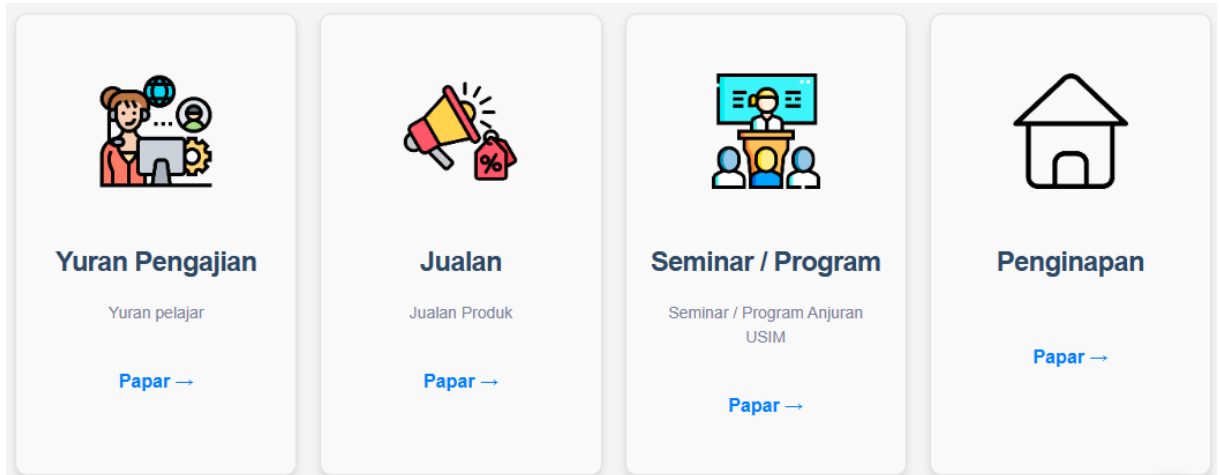 Yuran Pengajian
Yuran pelajar
Papar →
Jualan
%
Jualan Produk
Papar →
Seminar / Program
Seminar / Program Anjuran
USIM
Papar →
Penginapan
Papar →